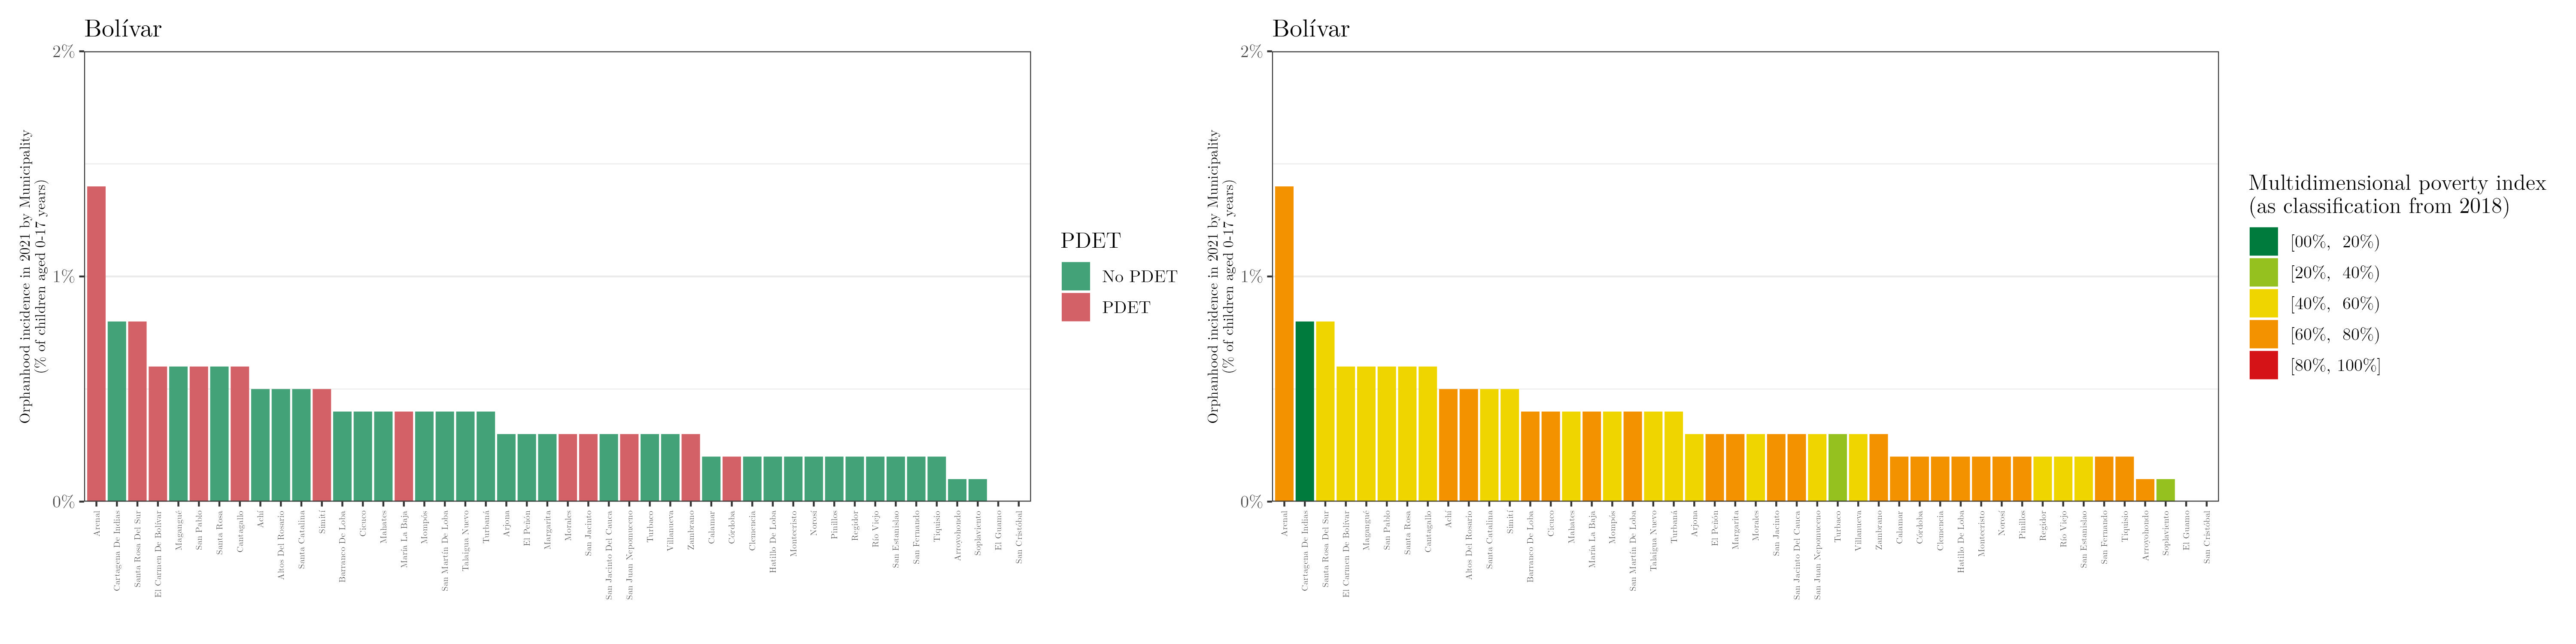 Bolívar
2%
1%
0%
Orphanhood incidence in 2021 by Municipality
(% of children aged 0-17 years)
Arenal
Cartagena De Indias
Santa Rosa Del Sur
El Carmen De Bolívar
Magangué
San Pablo
Santa Rosa
Cantagallo
Achí
Altos Del Rosario
Santa Catalina
Simití
Barranco De Loba
Cicuco
Mahates
María La Baja
Mompós
San Martín De Loba
Talaigua Nuevo
Turbaná
Arjona
El Peñón
Margarita
Morales
San Jacinto
San Jacinto Del Cauca
San Juan Nepomuceno
Turbaco
Villanueva
Zambrano
Calamar
Córdoba
Clemencia
Hatillo De Loba
Montecristo
Norosí
Pinillos
Regidor
Río Viejo
San Estanislao
San Fernando
Tiquisio
Arroyohondo
Soplaviento
El Guamo
San Cristóbal
PDET
No PDET
PDET
Bolívar
2%
1%
0%
Orphanhood incidence in 2021 by Municipality
(% of children aged 0-17 years)
Arenal
Cartagena De Indias
Santa Rosa Del Sur
El Carmen De Bolívar
Magangué
San Pablo
Santa Rosa
Cantagallo
Achí
Altos Del Rosario
Santa Catalina
Simití
Barranco De Loba
Cicuco
Mahates
María La Baja
Mompós
San Martín De Loba
Talaigua Nuevo
Turbaná
Arjona
El Peñón
Margarita
Morales
San Jacinto
San Jacinto Del Cauca
San Juan Nepomuceno
Turbaco
Villanueva
Zambrano
Calamar
Córdoba
Clemencia
Hatillo De Loba
Montecristo
Norosí
Pinillos
Regidor
Río Viejo
San Estanislao
San Fernando
Tiquisio
Arroyohondo
Soplaviento
El Guamo
San Cristóbal
Multidimensional poverty index
(as classification from 2018)
[00%, 20%)
[20%, 40%)
[40%, 60%)
[60%, 80%)
[80%, 100%]